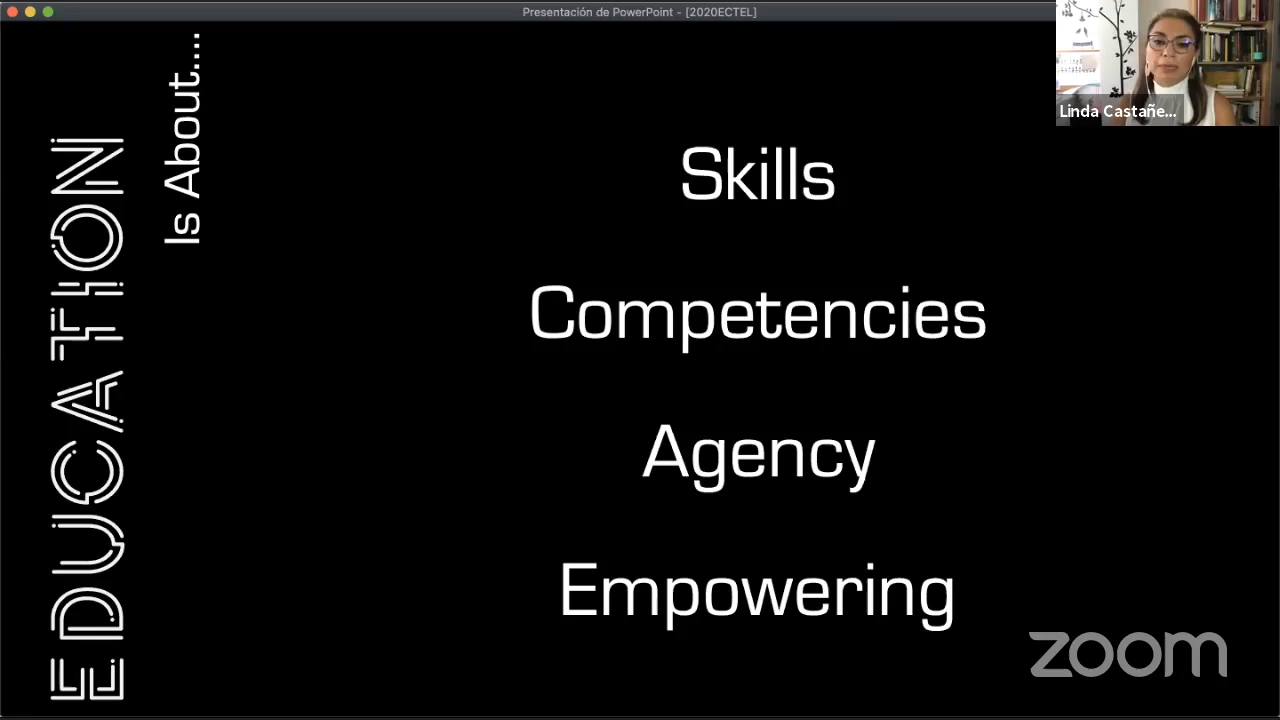 Presentación de PowerPoint - [2020ECTEL]
Linda Castañe...
EDUCATION
Is About....
Skills
Competencies
Agency
Empowering
zoom